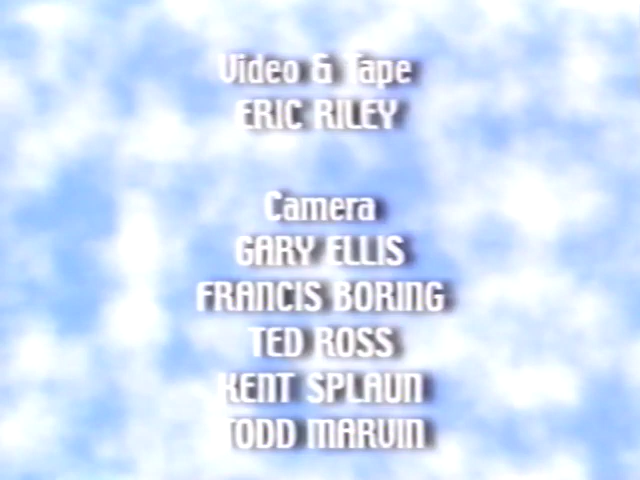 Video & Tape
ERIC RILEY
Camera
GARY ELLIS
FRANCIS BORING
TED ROSS
KENT SPLAUN
TODD MARVIN